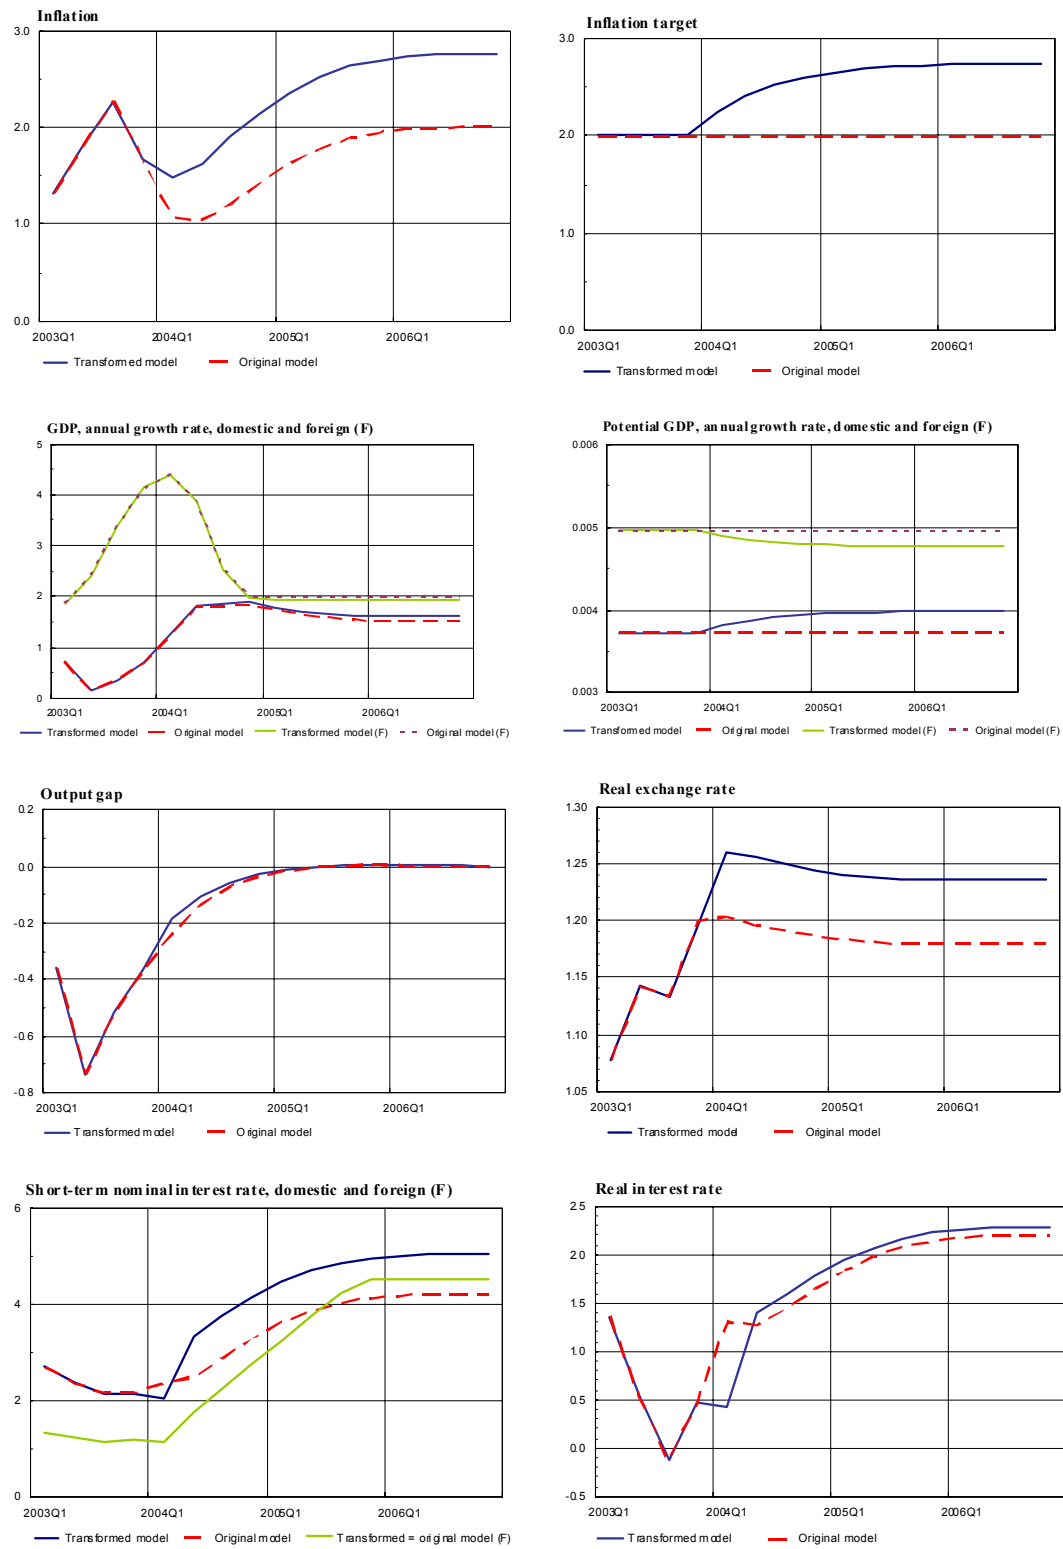 Inflation
3.0
2.0
1.0
0.0
2003Q1 2004Q1 2005Q1 2006Q1
Transformed model Original model
Inflation target
3.0
2.0
1.0
0.0
2003Q1 2004Q1 2005Q1 2006Q1
Transformed model Original model
GDP, annual growth rate, domestic and foreign (F)
5
4
3
2
1
0
2003Q1 2004Q1 2005Q1 2006Q1
Transformed model Original model Transformed model (F) Original model (F)
Potential GDP, annual growth rate, domestic and foreign (F)
0.006
0.005
0.004
0.003
2003Q1 2004Q1 2005Q1 2006Q1
Transformed model Original model Transformed model (F) Original model (F)
Output gap
0.2
0.0
-0.2
-0.4
-0.6
-0.8
2003Q1 2004Q1 2005Q1 2006Q1
Transformed model Original model
Real exchange rate
1.30
1.25
1.20
1.15
1.10
1.05
2003Q1 2004Q1 2005Q1 2006Q1
Transformed model Original model
Short-term nominal interest rate, domestic and foreign (F)
6
4
2
0
2003Q1 2004Q1 2005Q1 2006Q1
Transformed model Original model Transformed = original model (F)
Real interest rate
2.5
2.0
1.5
1.0
0.5
0.0
-0.5
2003Q1 2004Q1 2005Q1 2006Q1
Transformed model Original model